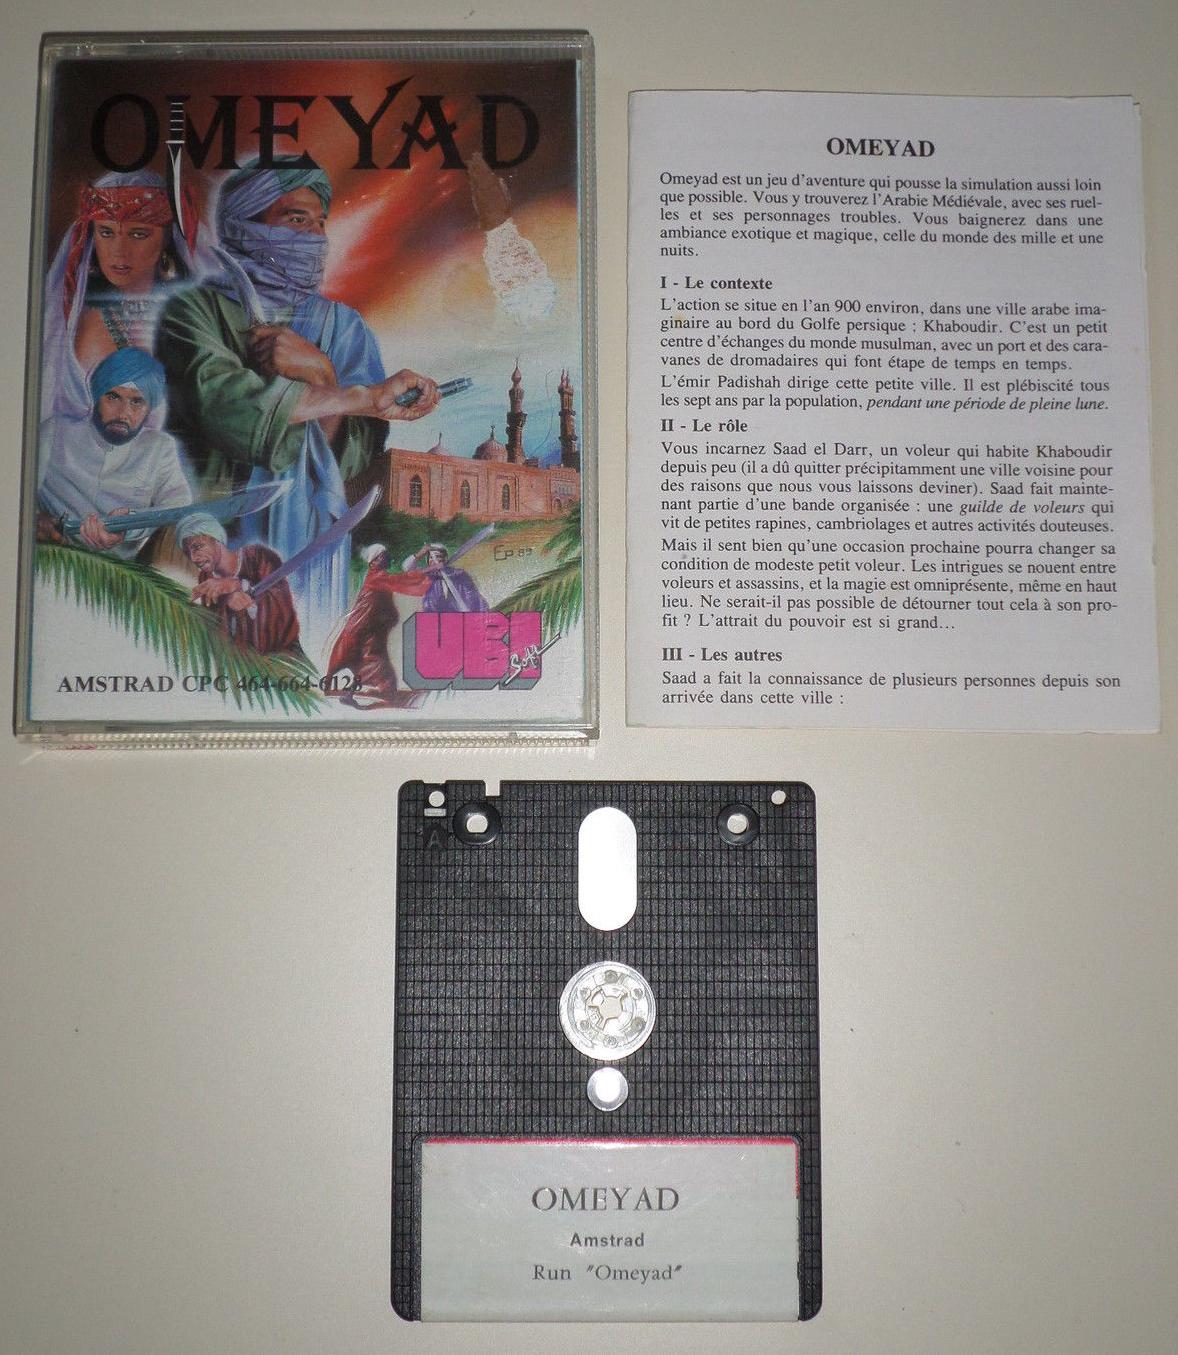 OMEYAD
EP 89
UBI
Soft
AMSTRAD CPC 464-664-6128
OMEYAD
Omeyad est un jeu d'aventure qui pousse la simulation aussi loin
que possible. Vous y trouverez l'Arabie Médiévale, avec ses ruel-
les et ses personnages troubles. Vous baignerez dans une
ambiance exotique et magique, celle du monde des mille et une
nuits.
I - Le contexte
L'action se situe en l'an 900 environ, dans une ville arabe ima-
ginaire au bord du Golfe persique : Khaboudir. C'est un petit
centre d'échanges du monde musulman, avec un port et des cara-
vanes de dromadaires qui font étape de temps en temps.
L'émir Padishah dirige cette petite ville. Il est plébiscité tous
les sept ans par la population, pendant une période de pleine lune.
II - Le rôle
Vous incarnez Saad el Darr, un voleur qui habite Khaboudir
depuis peu (il a dû quitter précipitamment une ville voisine pour
des raisons que nous vous laissons deviner). Saad fait mainte-
nant partie d'une bande organisée : une guilde de voleurs qui
vit de petites rapines, cambriolages et autres activités douteuses.
Mais il sent bien qu'une occasion prochaine pourra changer sa
condition de modeste petit voleur. Les intrigues se nouent entre
voleurs et assassins, et la magie est omniprésente, même en haut
lieu. Ne serait-il pas possible de détourner tout cela à son pro-
fit ? L'attrait du pouvoir est si grand...
III - Les autres
Saad a fait la connaissance de plusieurs personnes depuis son
arrivée dans cette ville :
A
OMEYAD
Amstrad
Run "Omeyad"